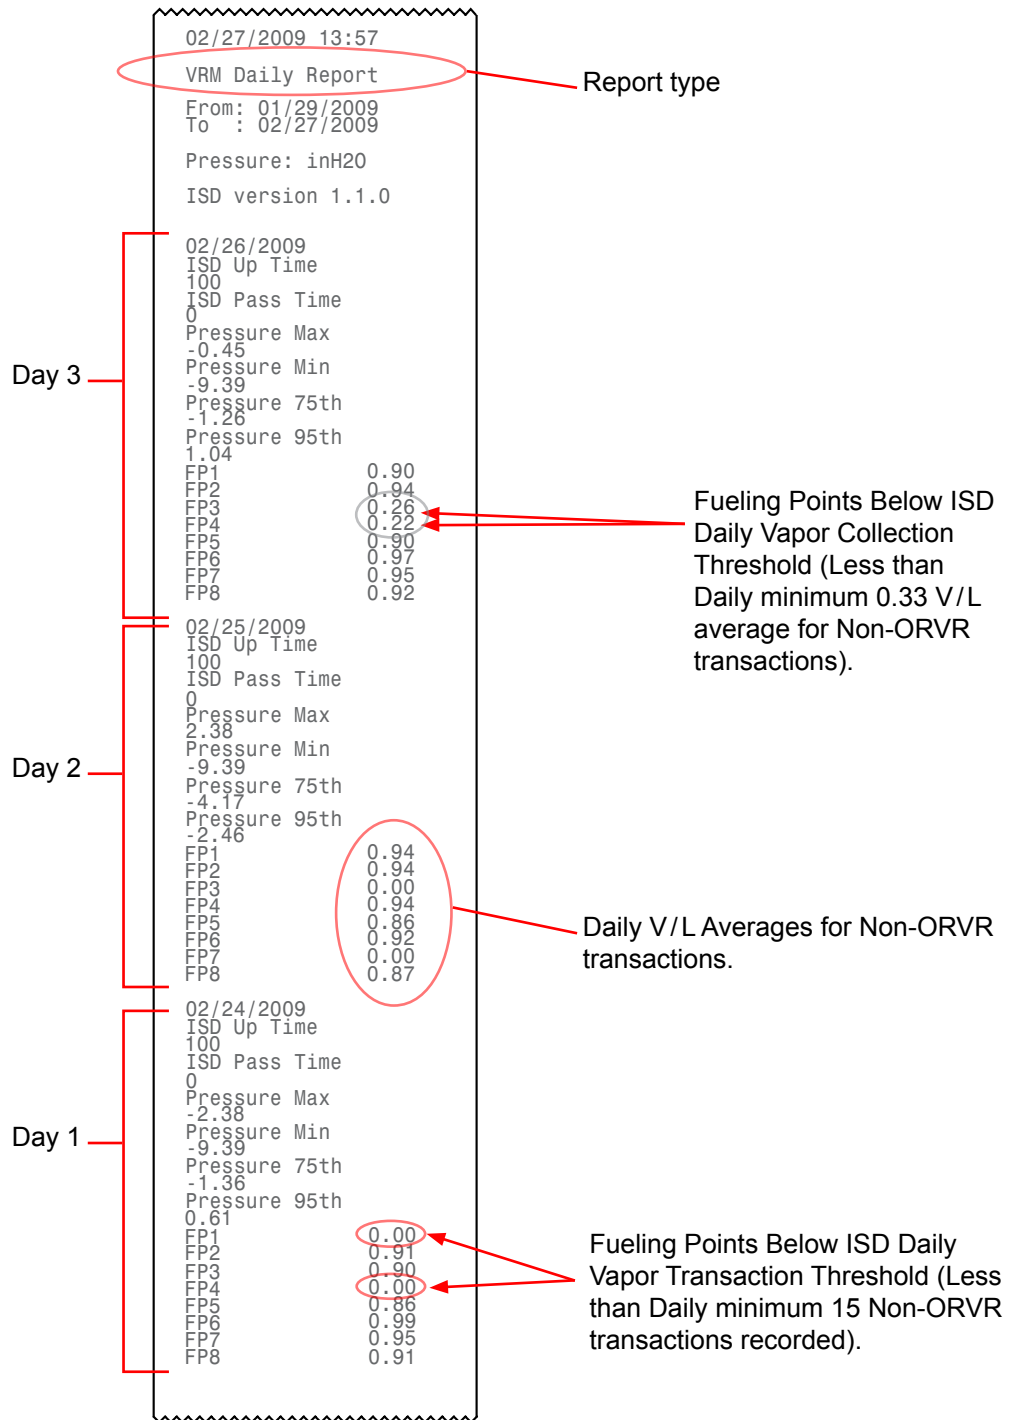 02/27/2009 13:57
VRM Daily Report
Report type
From: 01/29/2009
To  : 02/27/2009
Pressure: inH2O
ISD version 1.1.0
Day 3
02/26/2009
ISD Up Time
100
ISD Pass Time
0
Pressure Max
-0.45
Pressure Min
-9.39
Pressure 75th
-1.26
Pressure 95th
1.04
FP1 0.90
FP2 0.94
FP3 0.26
FP4 0.22
FP5 0.90
FP6 0.97
FP7 0.95
FP8 0.92
Fueling Points Below ISD
Daily Vapor Collection
Threshold (Less than
Daily minimum 0.33 V/L
average for Non-ORVR
transactions).
Day 2
02/25/2009
ISD Up Time
100
ISD Pass Time
0
Pressure Max
2.38
Pressure Min
-9.39
Pressure 75th
-4.17
Pressure 95th
-2.46
FP1 0.94
FP2 0.94
FP3 0.00
FP4 0.94
FP5 0.86
FP6 0.92
FP7 0.00
FP8 0.87
Daily V/L Averages for Non-ORVR
transactions.
Day 1
02/24/2009
ISD Up Time
100
ISD Pass Time
0
Pressure Max
-2.38
Pressure Min
-9.39
Pressure 75th
-1.36
Pressure 95th
0.61
FP1 0.00
FP2 0.91
FP3 0.90
FP4 0.00
FP5 0.86
FP6 0.99
FP7 0.95
FP8 0.91
Fueling Points Below ISD Daily
Vapor Transaction Threshold (Less
than Daily minimum 15 Non-ORVR
transactions recorded).